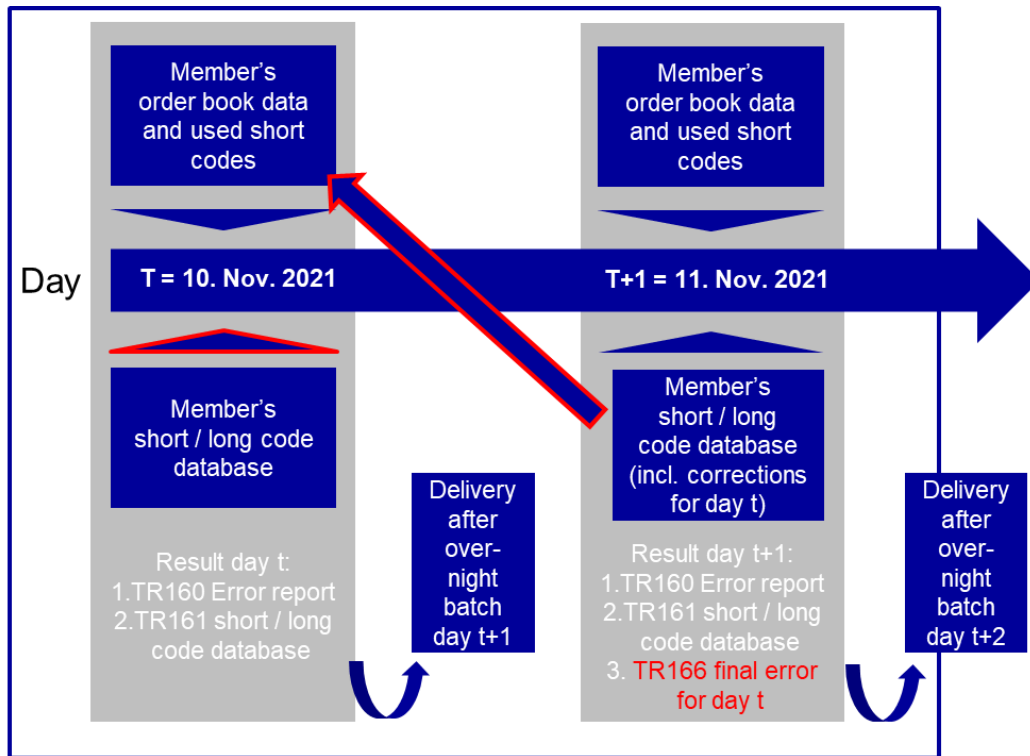 Member's
order book data
and used short
codes
Member's
order book data
and used short
codes
Day
T = 10. Nov. 2021
T+1 = 11. Nov. 2021
Member's
short / long code
database
Member's
short / long
code database
(incl. corrections
for day t)
Delivery
after
over-
night
batch
day t+1
Delivery
after
over-
night
batch
day t+2
Result day t:
1.TR160 Error report
2.TR161 short / long
code database
Result day t+1:
1.TR160 Error report
2.TR161 short / long
code database
3. TR166 final error
for day t